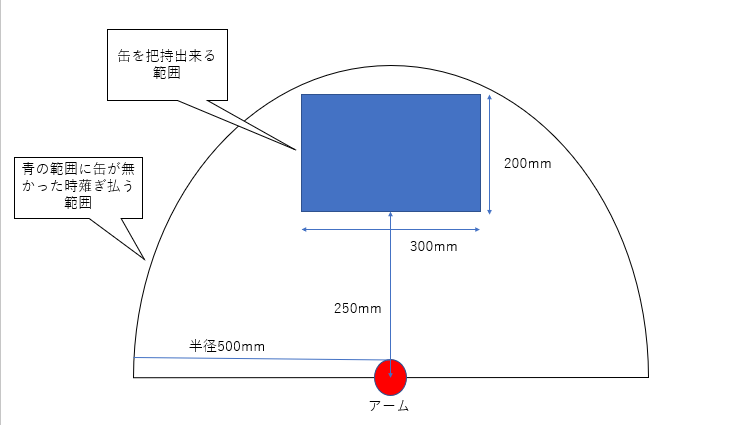 缶を把持出来る
範囲
青の範囲に缶が無
かった時薙ぎ払う
範囲
200mm
300mm
250mm
半径500mm
アーム